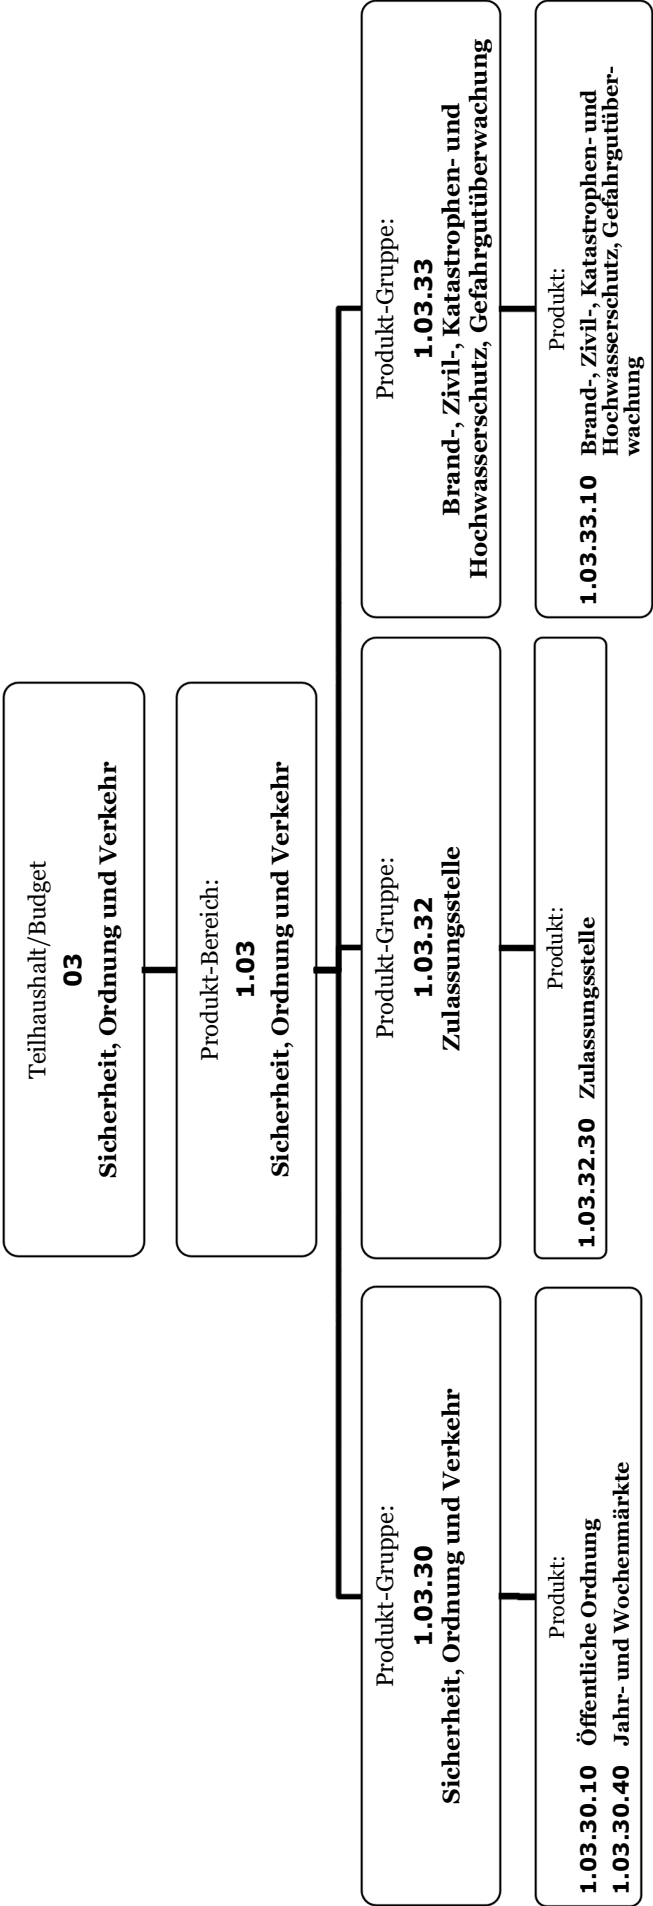 Teilhaushalt/Budget
03
Sicherheit, Ordnung und Verkehr
Produkt-Bereich:
1.03
Sicherheit, Ordnung und Verkehr
Produkt-Gruppe:
1.03.30
Sicherheit, Ordnung und Verkehr
Produkt-Gruppe:
1.03.32
Zulassungsstelle
Produkt-Gruppe:
1.03.33
Brand-, Zivil-, Katastrophen- und
Hochwasserschutz, Gefahrgutüberwachung
Produkt:
1.03.30.10 Öffentliche Ordnung
1.03.30.40 Jahr- und Wochenmärkte
Produkt:
1.03.32.30 Zulassungsstelle
Produkt:
1.03.33.10 Brand-, Zivil-, Katastrophen- und
Hochwasserschutz, Gefahrgutüber-
wachung